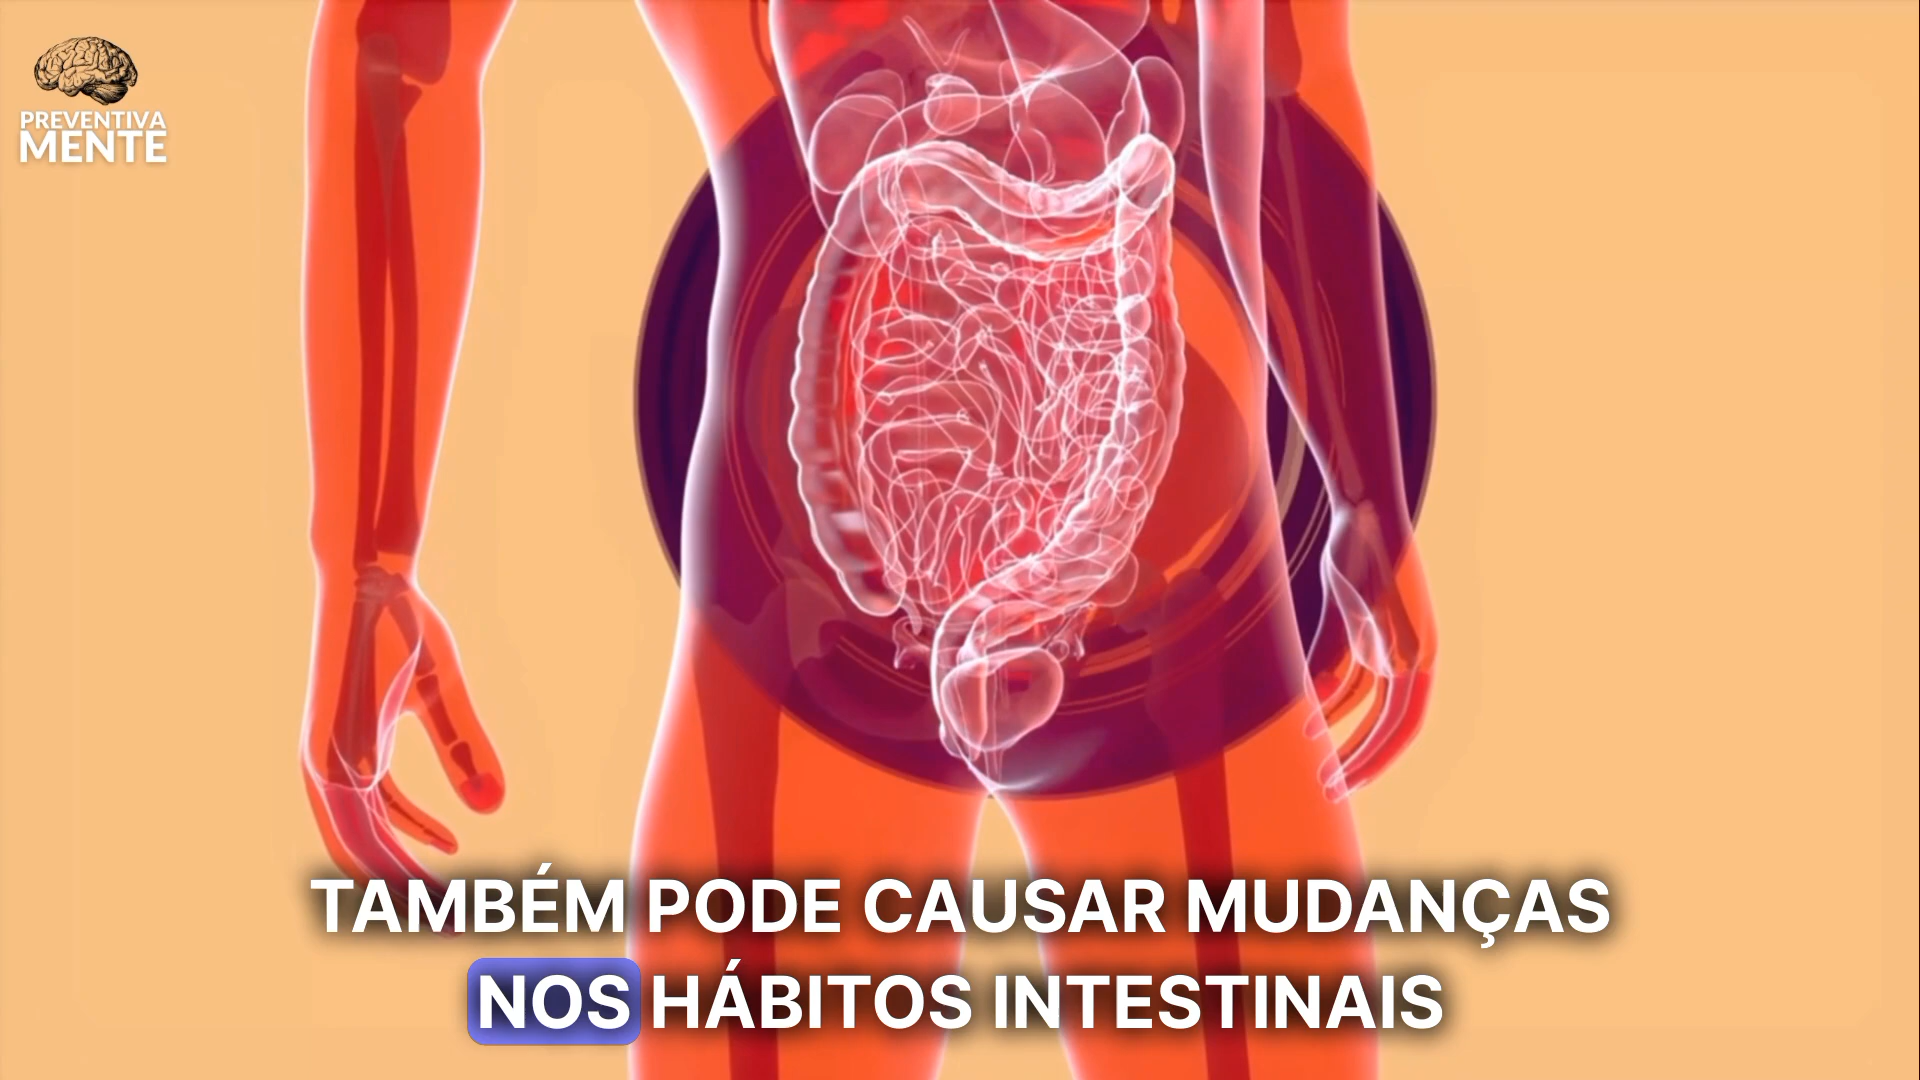 PREVENTIVA
MENTE
TAMBÉM PODE CAUSAR MUDANÇAS
NOS HÁBITOS INTESTINAIS